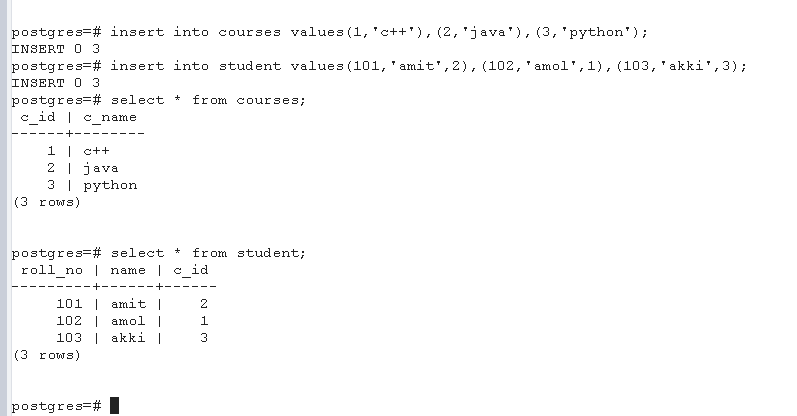 postgres=# insert into courses values(1,'c++'),(2,'java'),(3,'python');
INSERT 0 3
postgres=# insert into student values(101,'amit',2),(102,'amol',1),(103,'akki',3);
INSERT 0 3
postgres=# select * from courses;
 c_id | c_name
------+--------
    1 | c++
    2 | java
    3 | python
(3 rows)
postgres=# select * from student;
 roll_no | name | c_id
---------+------+------
     101 | amit |    2
     102 | amol |    1
     103 | akki |    3
(3 rows)
postgres=#